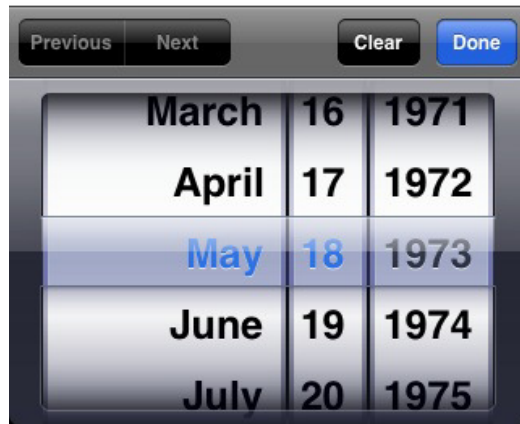 Previous Next Clear Done
March 16 1971
April 17 1972
May 18 1973
June 19 1974
July 20 1975